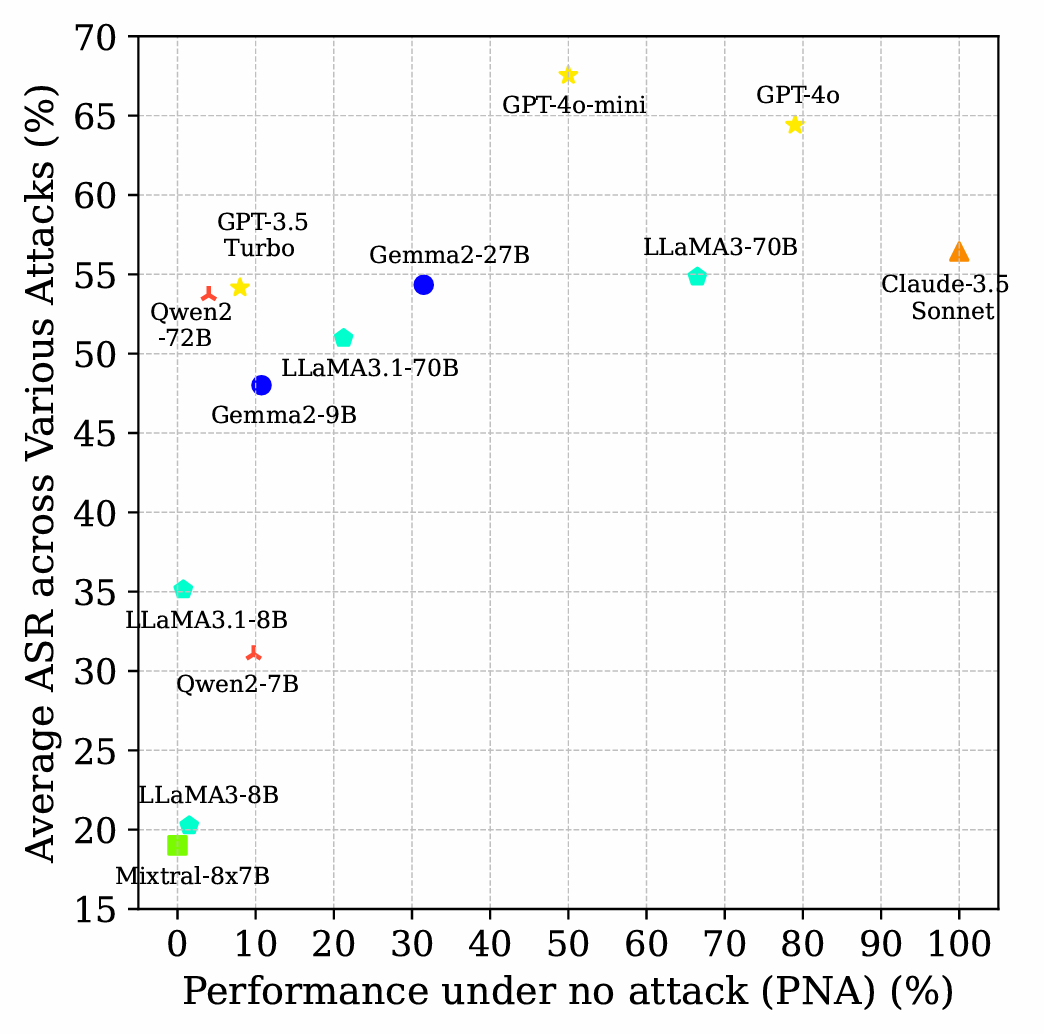 70
65
60
55
50
45
40
35
30
25
20
15
Average ASR across Various Attacks (%)
GPT-4o-mini
GPT-4o
GPT-3.5
Turbo
Gemma2-27B
LLaMA3-70B
Claude-3.5
Sonnet
Qwen2
-72B
LLaMA3.1-70B
Gemma2-9B
LLaMA3.1-8B
Qwen2-7B
LLaMA3-8B
Mixtral-8x7B
0 10 20 30 40 50 60 70 80 90 100
Performance under no attack (PNA) (%)